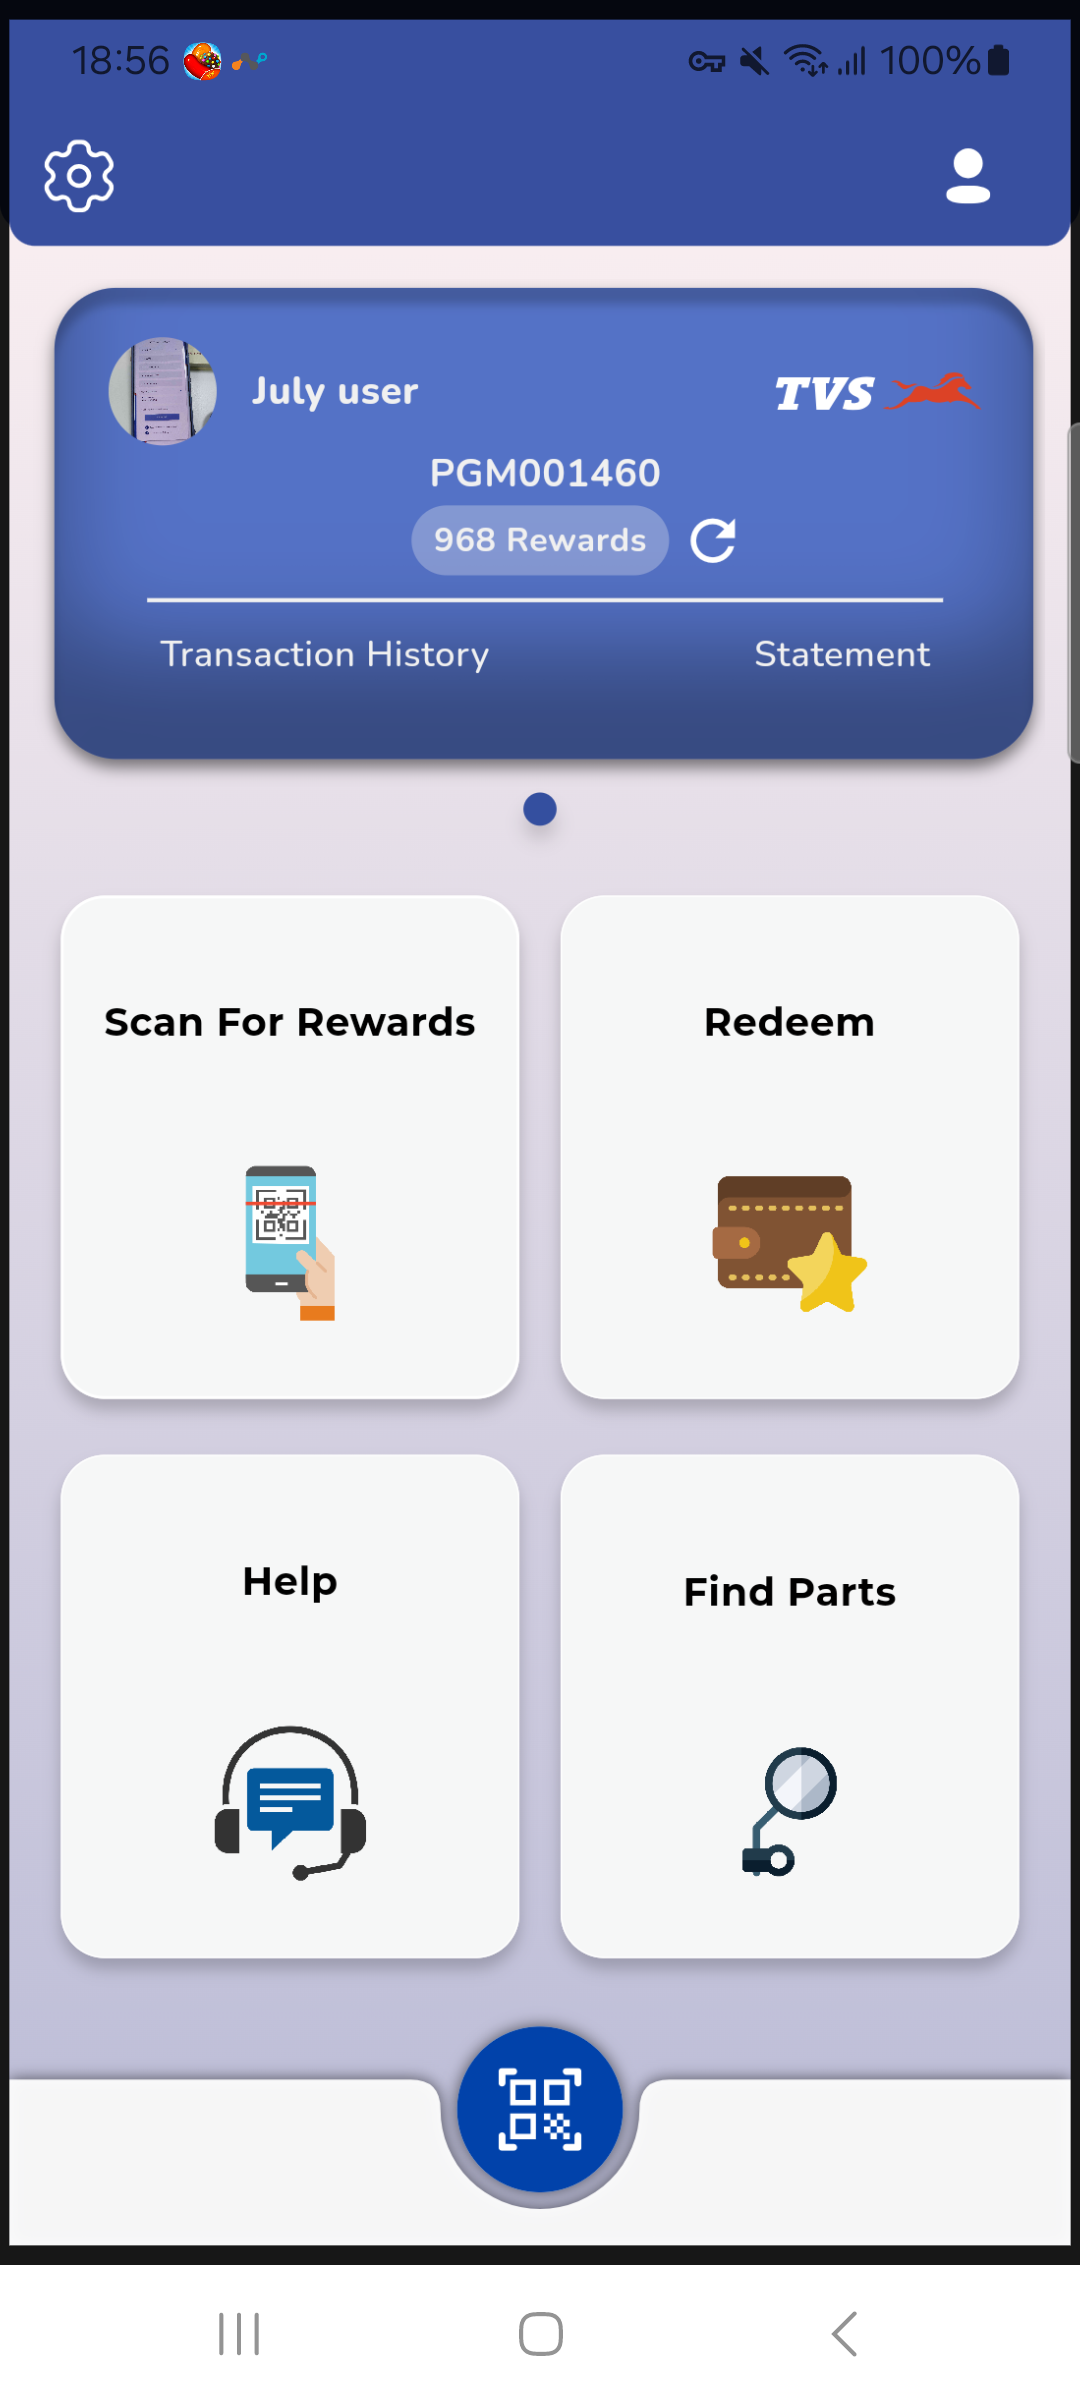 18:56 100%
July user TVS
PGM001460
968 Rewards
Transaction History Statement
Scan For Rewards Redeem
Help Find Parts